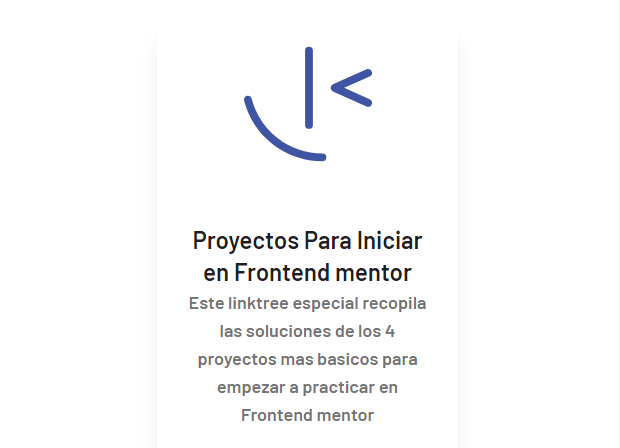 Proyectos Para Iniciar
en Frontend mentor
Este linktree especial recopila
las soluciones de los 4
proyectos mas basicos para
empezar a practicar en
Frontend mentor